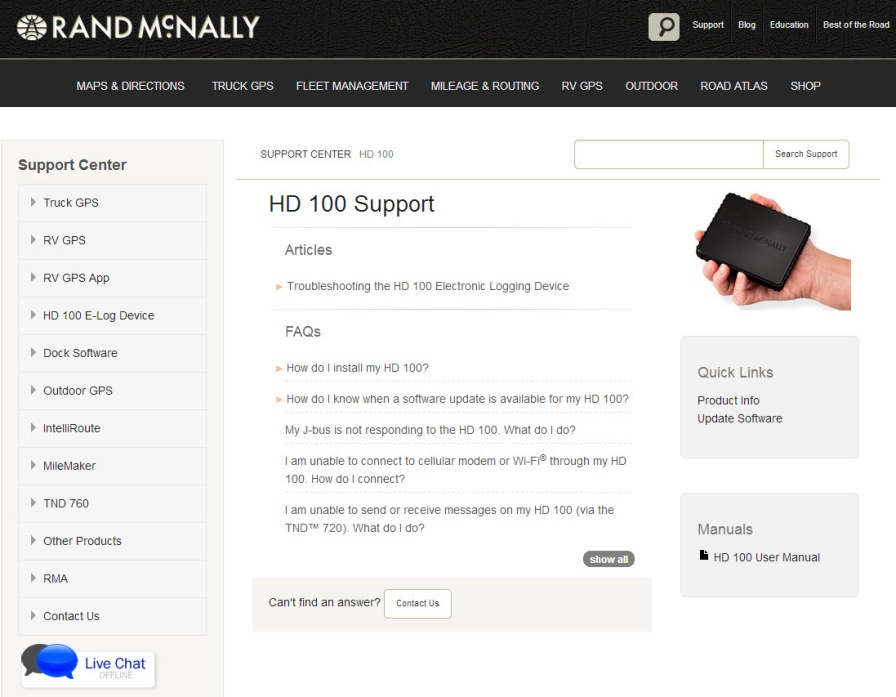 RAND McNALLY
Support
Blog
Education
Best of the Road
MAPS & DIRECTIONS
TRUCK GPS
FLEET MANAGEMENT
MILEAGE & ROUTING
RV GPS
OUTDOOR
ROAD ATLAS
SHOP
Support Center
Truck GPS
RV GPS
RV GPS App
HD 100 E-Log Device
Dock Software
Outdoor GPS
IntelliRoute
MileMaker
TND 760
Other Products
RMA
Contact Us
Live Chat
OFFLINE
SUPPORT CENTER HD 100
Search Support
HD 100 Support
Articles
Troubleshooting the HD 100 Electronic Logging Device
FAQs
How do I install my HD 100?
How do I know when a software update is available for my HD 100?
My J-bus is not responding to the HD 100. What do I do?
I am unable to connect to cellular modem or Wi-Fi® through my HD
100. How do I connect?
I am unable to send or receive messages on my HD 100 (via the
TND™ 720). What do I do?
show all
Can't find an answer? Contact Us
RAND McNALLY
Quick Links
Product Info
Update Software
Manuals
HD 100 User Manual